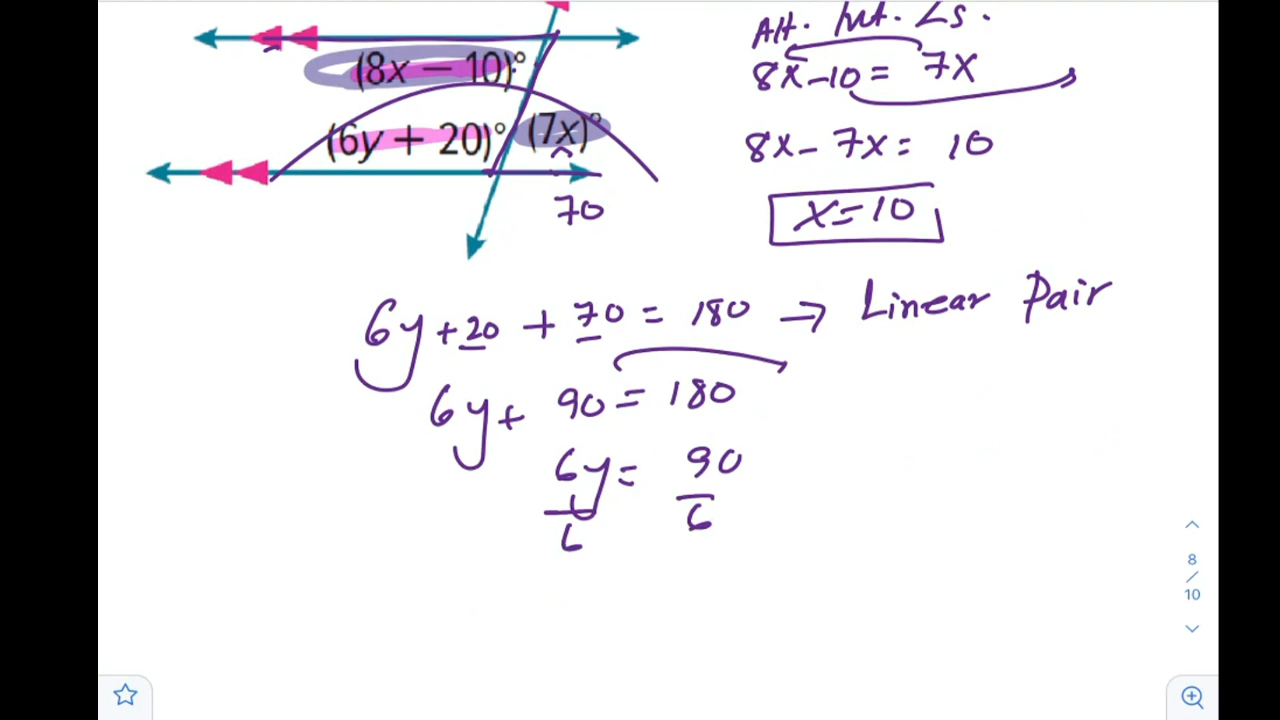 Alt. Int. ∠s.
(8x − 10)°
8x−10 = 7x
(6y + 20)° (7x)°
8x− 7x = 10
70
x=10
6y+20 + 70 = 180 → Linear Pair
6y+ 90 = 180
6y = 90
6 6
8
/
10